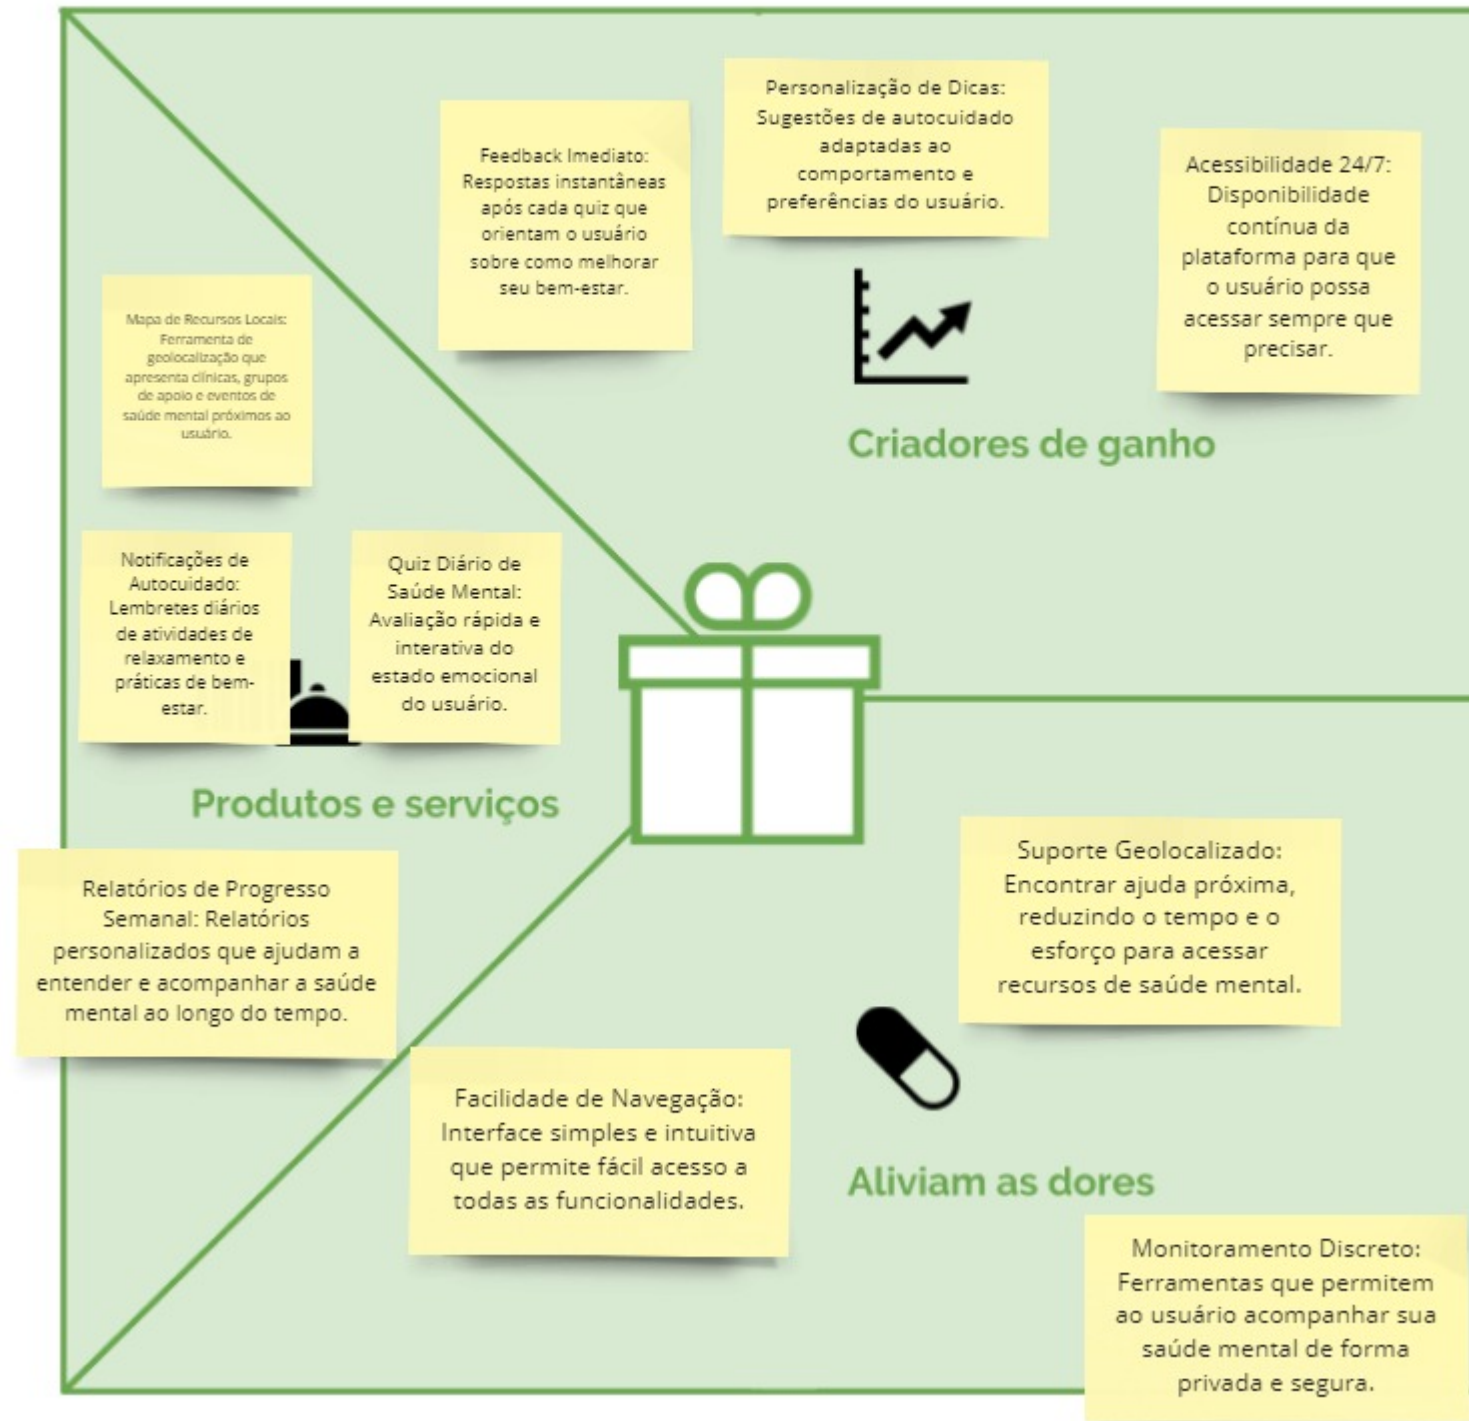 Personalização de Dicas:
Sugestões de autocuidado
adaptadas ao
comportamento e
preferências do usuário.
Feedback Imediato:
Respostas instantâneas
após cada quiz que
orientam o usuário
sobre como melhorar
seu bem-estar.
Acessibilidade 24/7:
Disponibilidade
contínua da
plataforma para que
o usuário possa
acessar sempre que
precisar.
Criadores de ganho
Mapa de Recursos Locais:
Ferramenta de
geolocalização que
apresenta clínicas, grupos
de apoio e eventos de
saúde mental próximos ao
usuário.
Notificações de
Autocuidado:
Lembretes diários
de atividades de
relaxamento e
práticas de bem-
estar.
Quiz Diário de
Saúde Mental:
Avaliação rápida e
interativa do
estado emocional
do usuário.
Produtos e serviços
Relatórios de Progresso
Semanal: Relatórios
personalizados que ajudam a
entender e acompanhar a saúde
mental ao longo do tempo.
Suporte Geolocalizado:
Encontrar ajuda próxima,
reduzindo o tempo e o
esforço para acessar
recursos de saúde mental.
Facilidade de Navegação:
Interface simples e intuitiva
que permite fácil acesso a
todas as funcionalidades.
Aliviam as dores
Monitoramento Discreto:
Ferramentas que permitem
ao usuário acompanhar sua
saúde mental de forma
privada e segura.